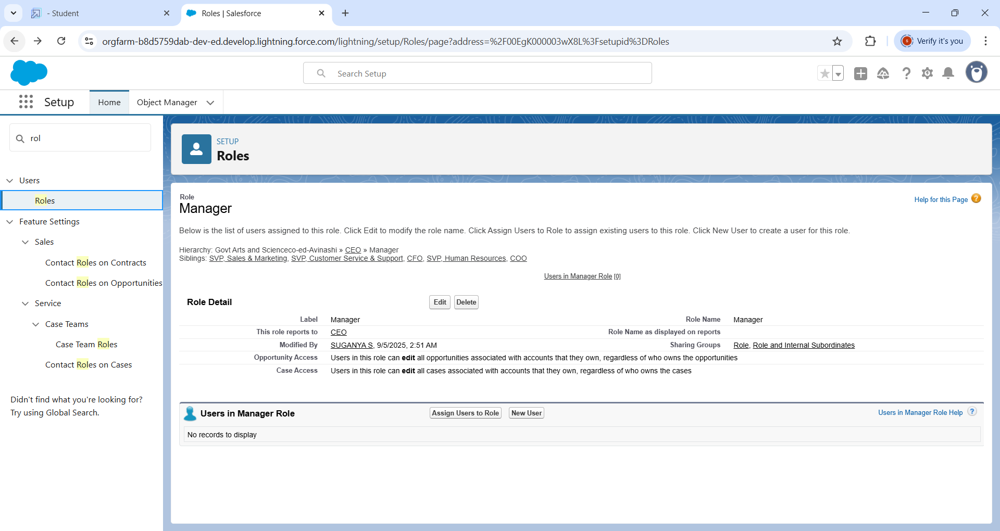 - Student
Roles | Salesforce
orgfarm-b8d5759dab-dev-ed.develop.lightning.force.com/lightning/setup/Roles/page?address=%2F00EgK000003wX8L%3Fsetupid%3DRoles
S
Verify it's you
Search Setup
Setup
Home
Object Manager
rol
Users
Roles
Feature Settings
Sales
Contact Roles on Contracts
Contact Roles on Opportunities
Service
Case Teams
Case Team Roles
Contact Roles on Cases
Didn't find what you're looking for?
Try using Global Search.
SETUP
Roles
Role
Manager
Help for this Page
Below is the list of users assigned to this role. Click Edit to modify the role name. Click Assign Users to Role to assign existing users to this role. Click New User to create a user for this role.
Hierarchy: Govt Arts and Scienceco-ed-Avinashi » CEO » Manager
Siblings: SVP, Sales & Marketing, SVP, Customer Service & Support, CFO, SVP, Human Resources, COO
Users in Manager Role [0]
Role Detail
Edit
Delete
Label Manager Role Name Manager
This role reports to CEO Role Name as displayed on reports
Modified By SUGANYA S, 9/5/2025, 2:51 AM Sharing Groups Role, Role and Internal Subordinates
Opportunity Access Users in this role can edit all opportunities associated with accounts that they own, regardless of who owns the opportunities
Case Access Users in this role can edit all cases associated with accounts that they own, regardless of who owns the cases
Users in Manager Role
Assign Users to Role
New User
Users in Manager Role Help
No records to display